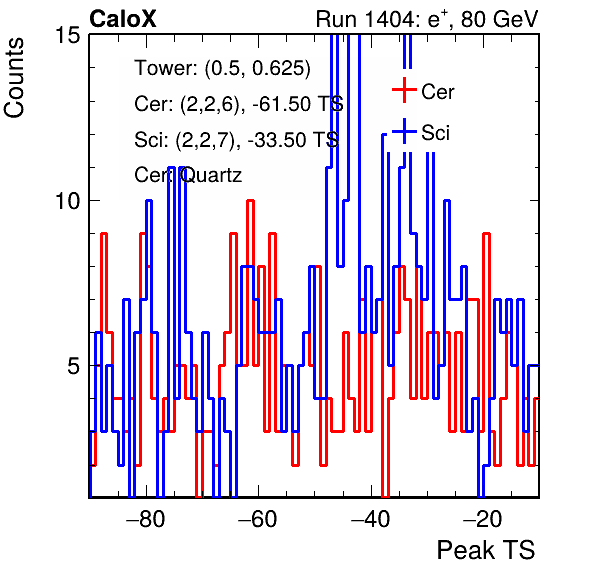 CaloX Run 1404: e⁺, 80 GeV
Counts
15
10
5
Tower: (0.5, 0.625)
Cer: (2,2,6), -61.50 TS
Sci: (2,2,7), -33.50 TS
Cer: Quartz
Cer
Sci
−80 −60 −40 −20
Peak TS